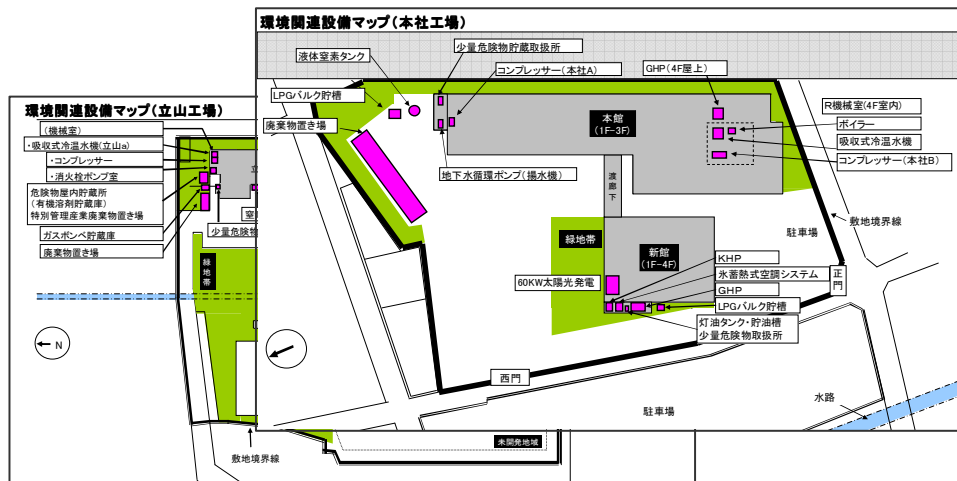 環境関連設備マップ(本社工場)
少量危険物貯蔵取扱所
液体窒素タンク
コンプレッサー(本社A)
GHP(4F屋上)
LPGバルク貯槽
R機械室(4F室内)
ボイラー
廃棄物置き場
本館
(1F-3F)
吸収式冷温水機
コンプレッサー(本社B)
地下水循環ポンプ(揚水機)
渡廊下
敷地境界線
駐車場
緑地帯
新館
(1F-4F)
KHP
正門
氷蓄熱式空調システム
60KW太陽光発電
GHP
LPGバルク貯槽
灯油タンク・貯油槽
少量危険物取扱所
西門
水路
駐車場
環境関連設備マップ(立山工場)
(機械室)
・吸収式冷温水機(立山a)
・コンプレッサー
・消火栓ポンプ室
危険物屋内貯蔵所
(有機溶剤貯蔵庫)
特別管理産業廃棄物置き場
少量危険物
ガスボンベ貯蔵庫
廃棄物置き場
緑地帯
N
未開発地域
敷地境界線